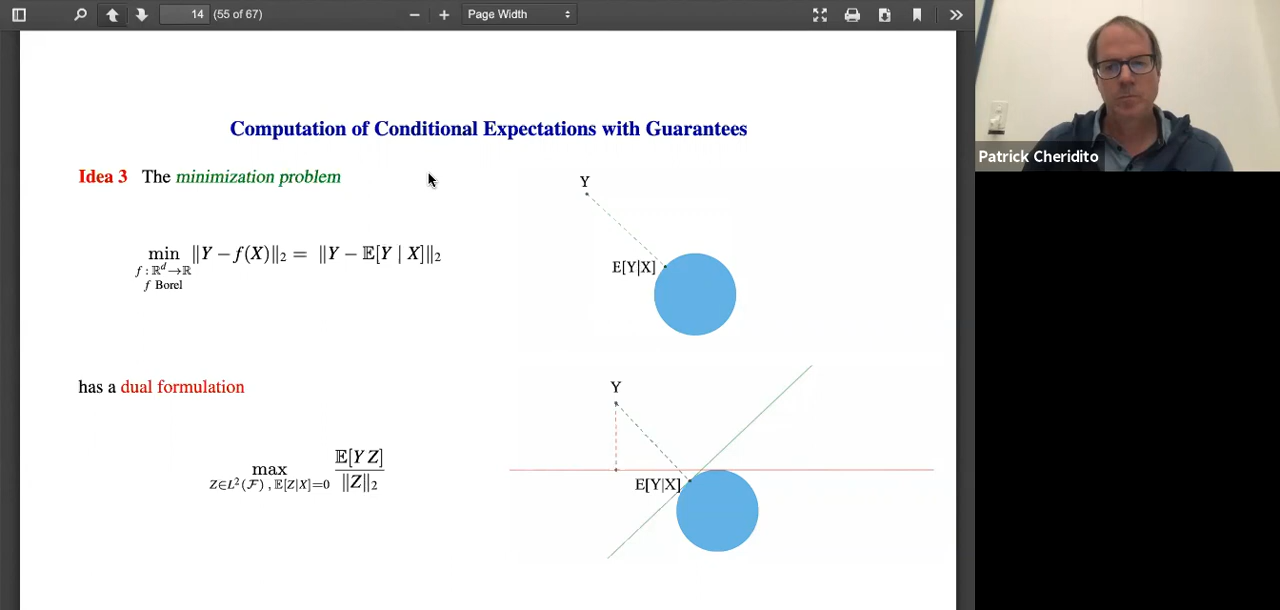 14 (55 of 67) Page Width
Computation of Conditional Expectations with Guarantees
Idea 3 The minimization problem
min ‖Y − f(X)‖₂ = ‖Y − 𝔼[Y | X]‖₂
f : ℝᵈ→ℝ
f Borel
Y
E[Y|X]
has a dual formulation
max 𝔼[Y Z] / ‖Z‖₂
Z∈L²(ℱ) , 𝔼[Z|X]=0
Y
E[Y|X]
Patrick Cheridito